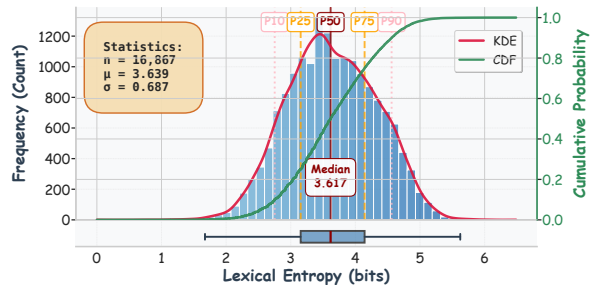 P10 P25 P50 P75 P90
Statistics:
n = 16,867
μ = 3.639
σ = 0.687
KDE
CDF
Median
3.617
Frequency (Count)
1200
1000
800
600
400
200
0
Cumulative Probability
1.0
0.8
0.6
0.4
0.2
0.0
0 1 2 3 4 5 6
Lexical Entropy (bits)